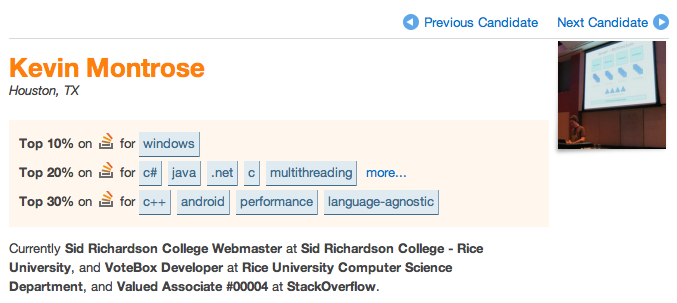 Previous Candidate Next Candidate
Kevin Montrose
Houston, TX
Top 10% on for windows
Top 20% on for c# java .net c multithreading more...
Top 30% on for c++ android performance language-agnostic
Currently Sid Richardson College Webmaster at Sid Richardson College - Rice
University, and VoteBox Developer at Rice University Computer Science
Department, and Valued Associate #00004 at StackOverflow.